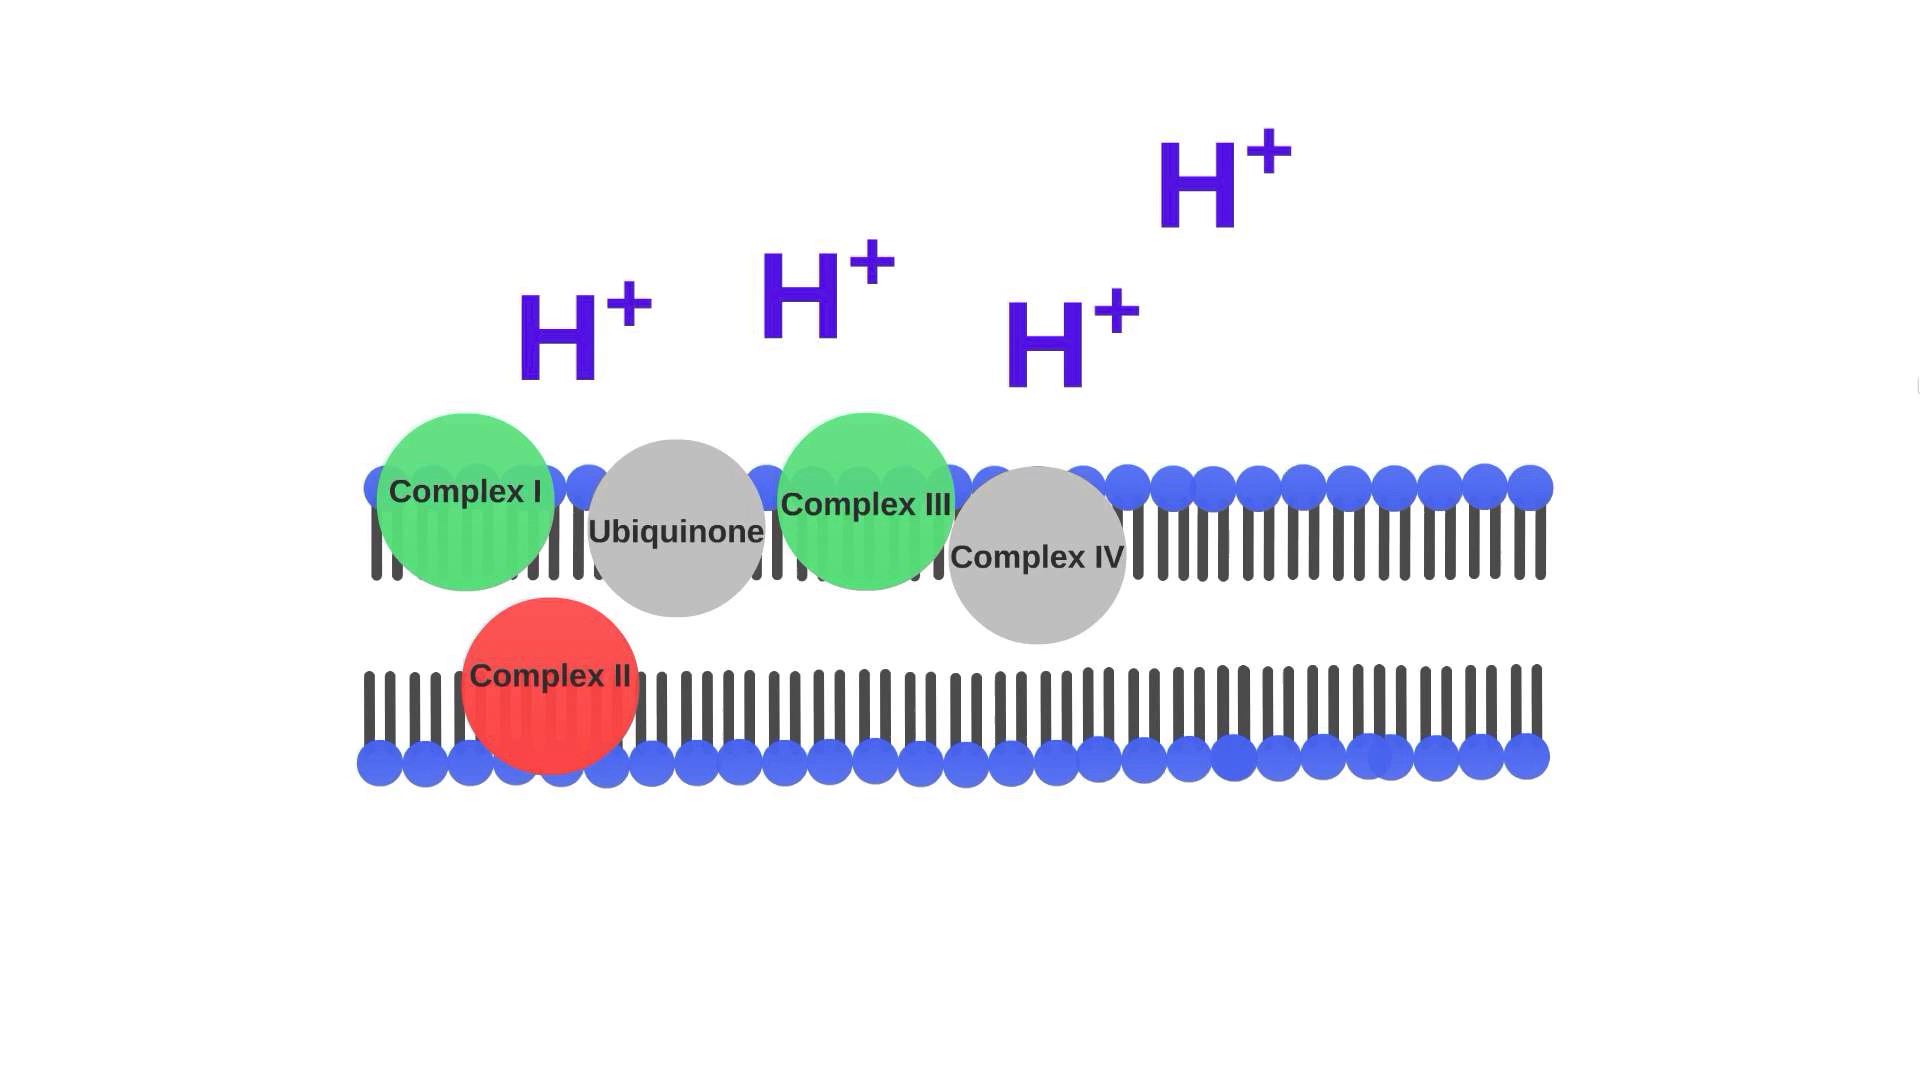 H+
H+
H+
H+
Complex I
Ubiquinone
Complex III
Complex IV
Complex II